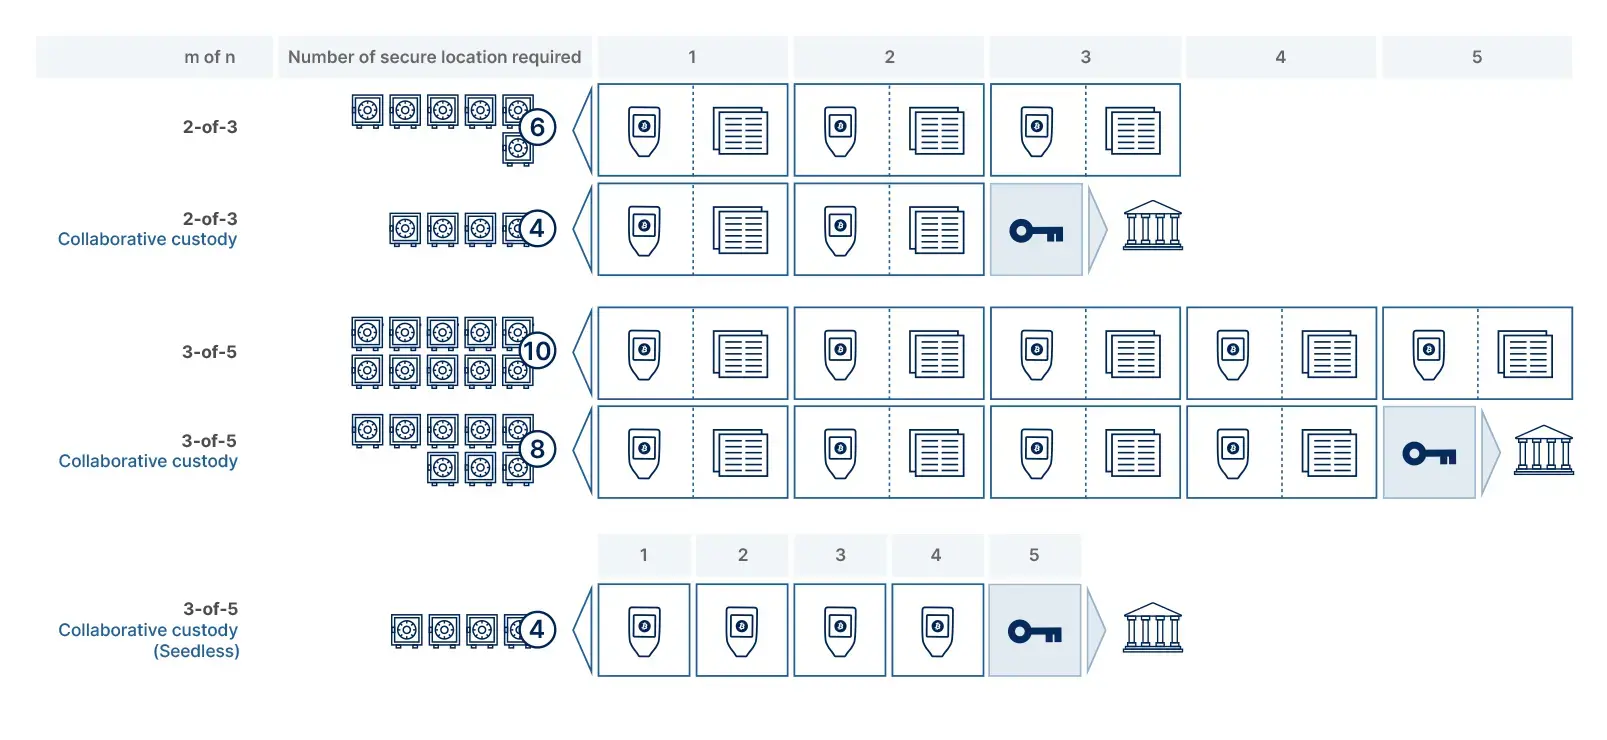 m of n
Number of secure location required
1
2
3
4
5
2-of-3
6
2-of-3
Collaborative custody
4
3-of-5
10
3-of-5
Collaborative custody
8
1
2
3
4
5
3-of-5
Collaborative custody
(Seedless)
4